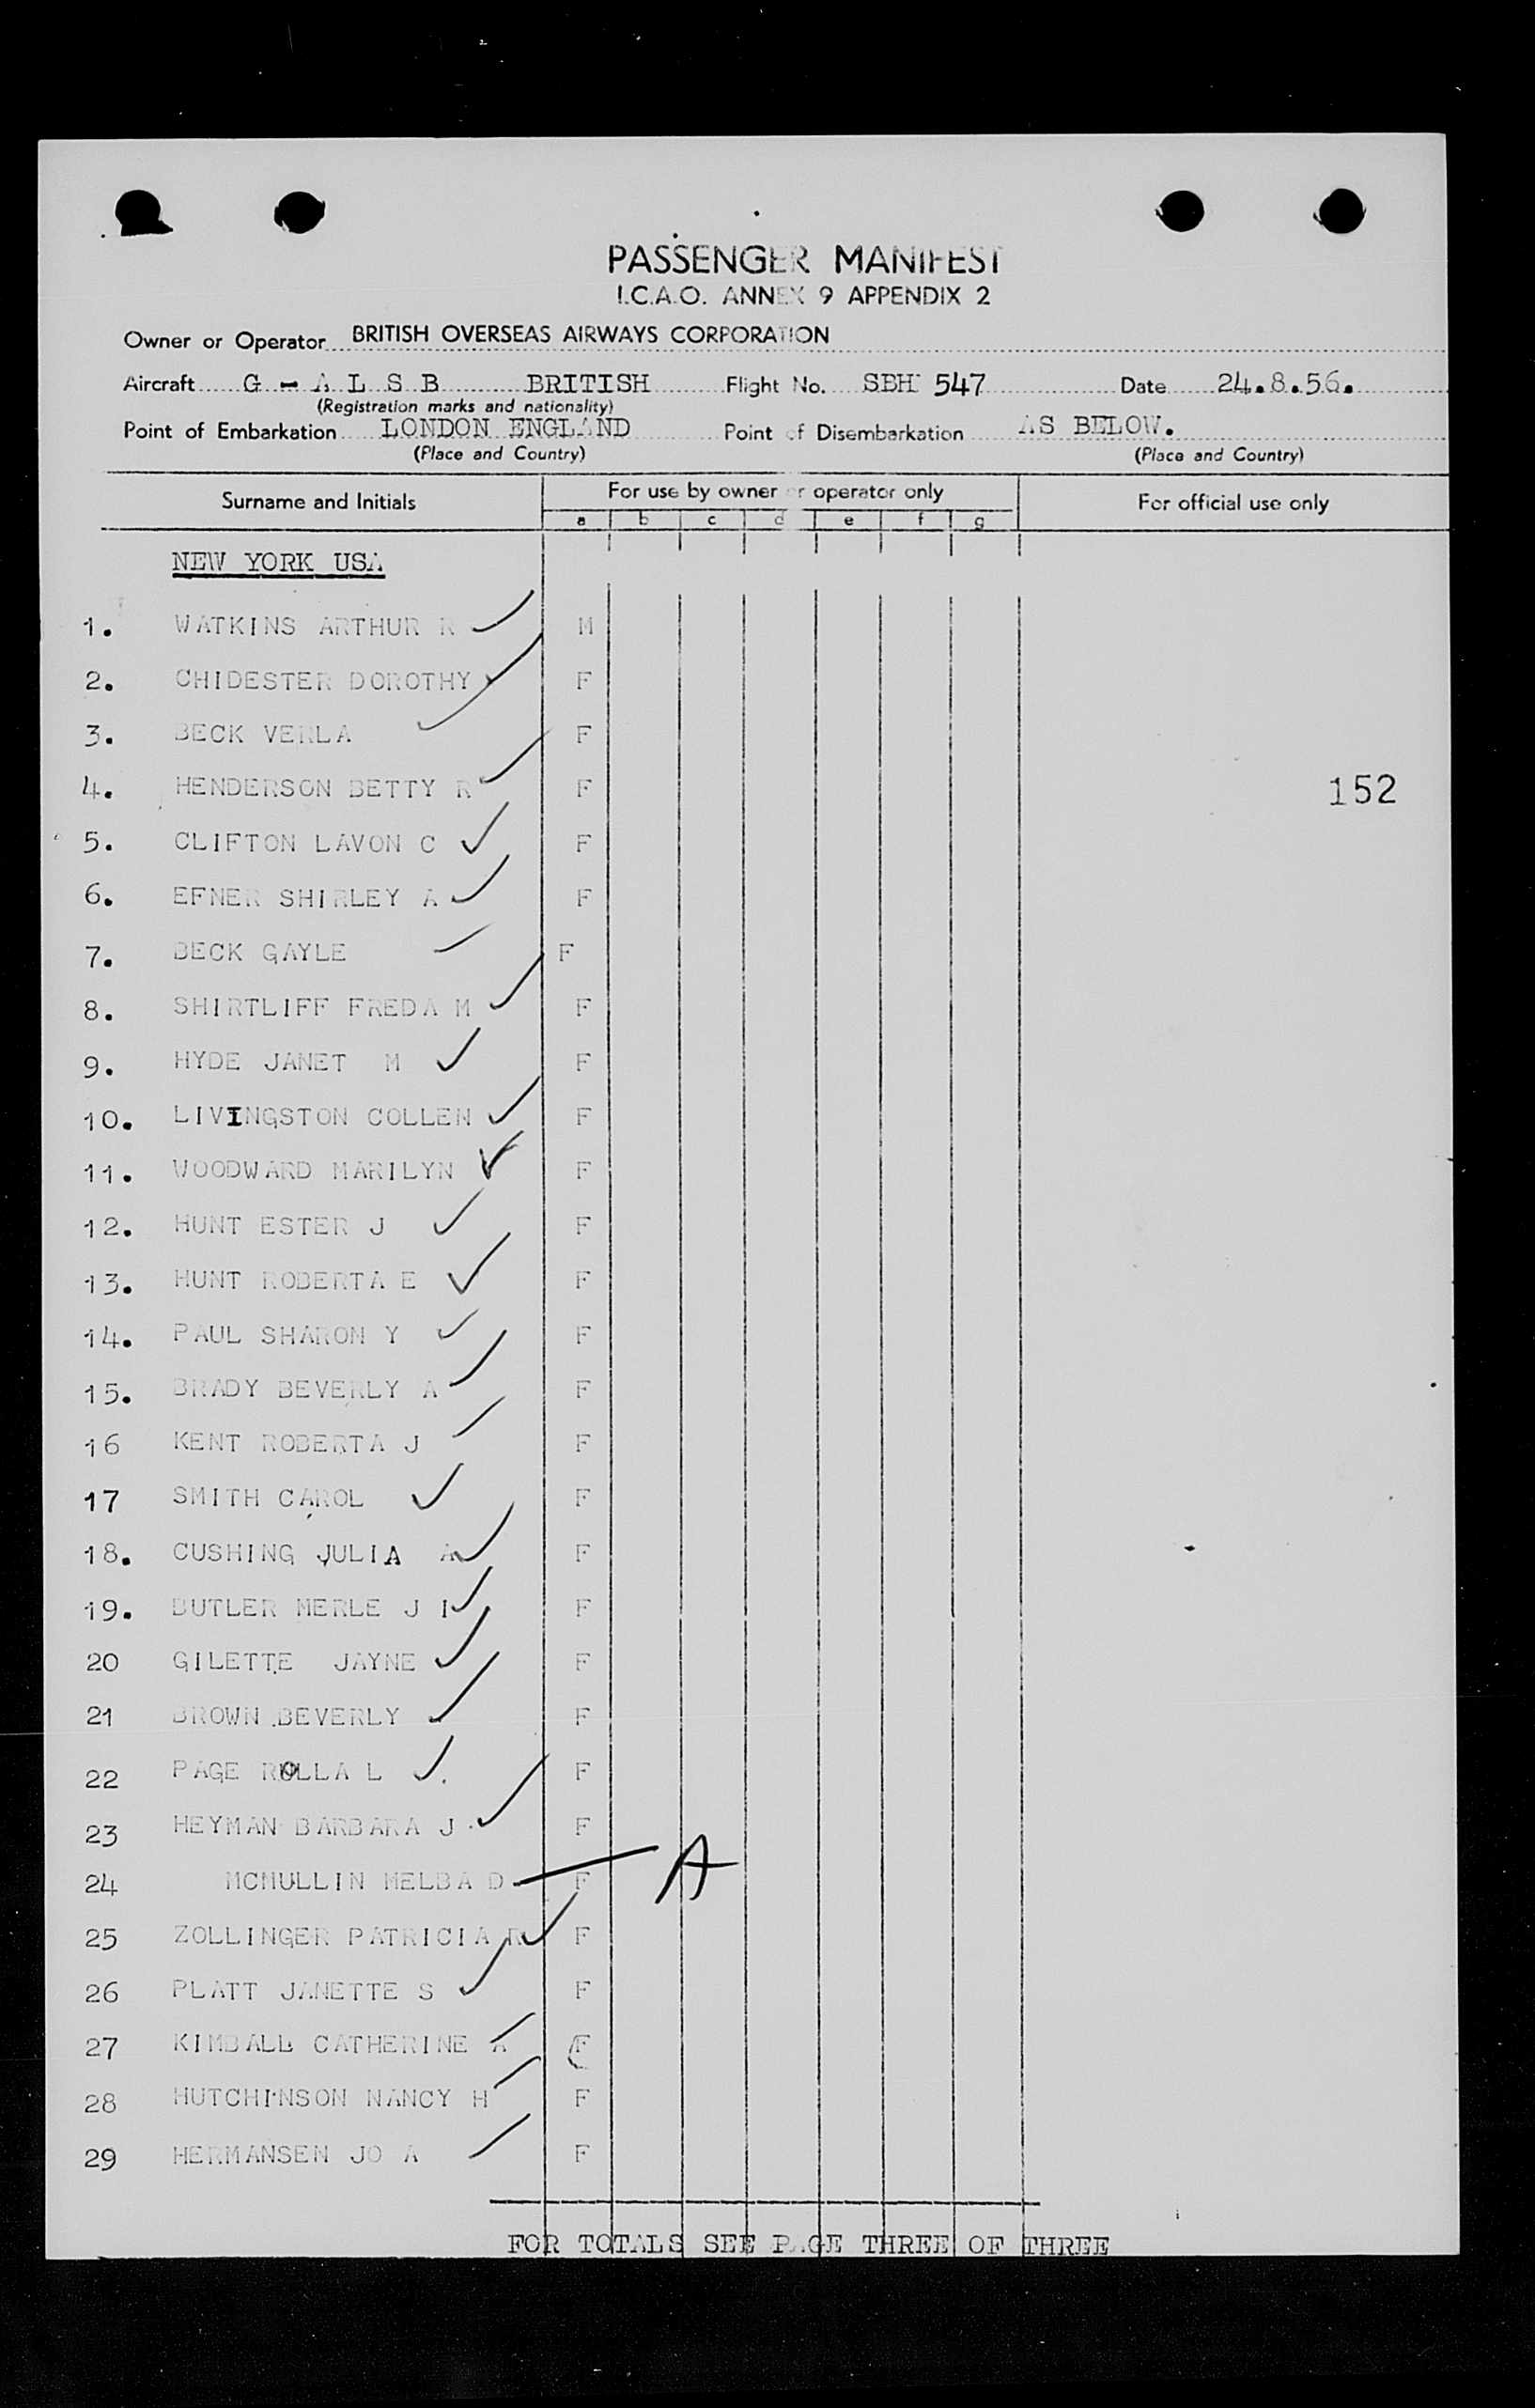 PASSENGER MANIFEST
I.C.A.O. ANNEX 9 APPENDIX 2
Owner or Operator BRITISH OVERSEAS AIRWAYS CORPORATION
Aircraft G - A L S B BRITISH Flight No. SBH 547 Date 24.8.56.
(Registration marks and nationality)
Point of Embarkation LONDON ENGLAND Point of Disembarkation AS BELOW.
(Place and Country) (Place and Country)
Surname and Initials For use by owner or operator only For official use only
a b c d e f g
NEW YORK USA
1. WATKINS ARTHUR R M
2. CHIDESTER DOROTHY F
3. BECK VERLA F
4. HENDERSON BETTY R F 152
5. CLIFTON LAVON C F
6. EFNER SHIRLEY A F
7. BECK GAYLE F
8. SHIRTLIFF FREDA M F
9. HYDE JANET M F
10. LIVINGSTON COLLEN F
11. WOODWARD MARILYN F
12. HUNT ESTER J F
13. HUNT ROBERTA E F
14. PAUL SHARON Y F
15. BRADY BEVERLY A F
16 KENT ROBERTA J F
17 SMITH CAROL F
18. CUSHING JULIA A F
19. BUTLER MERLE J I F
20 GILETTE JAYNE F
21 BROWN BEVERLY F
22 PAGE ROLLA L F
23 HEYMAN BARBARA J F
24 MCMULLIN MELBA D F A
25 ZOLLINGER PATRICIA R F
26 PLATT JANETTE S F
27 KIMBALL CATHERINE A F
28 HUTCHINSON NANCY H F
29 HERMANSEN JO A F
FOR TOTALS SEE PAGE THREE OF THREE